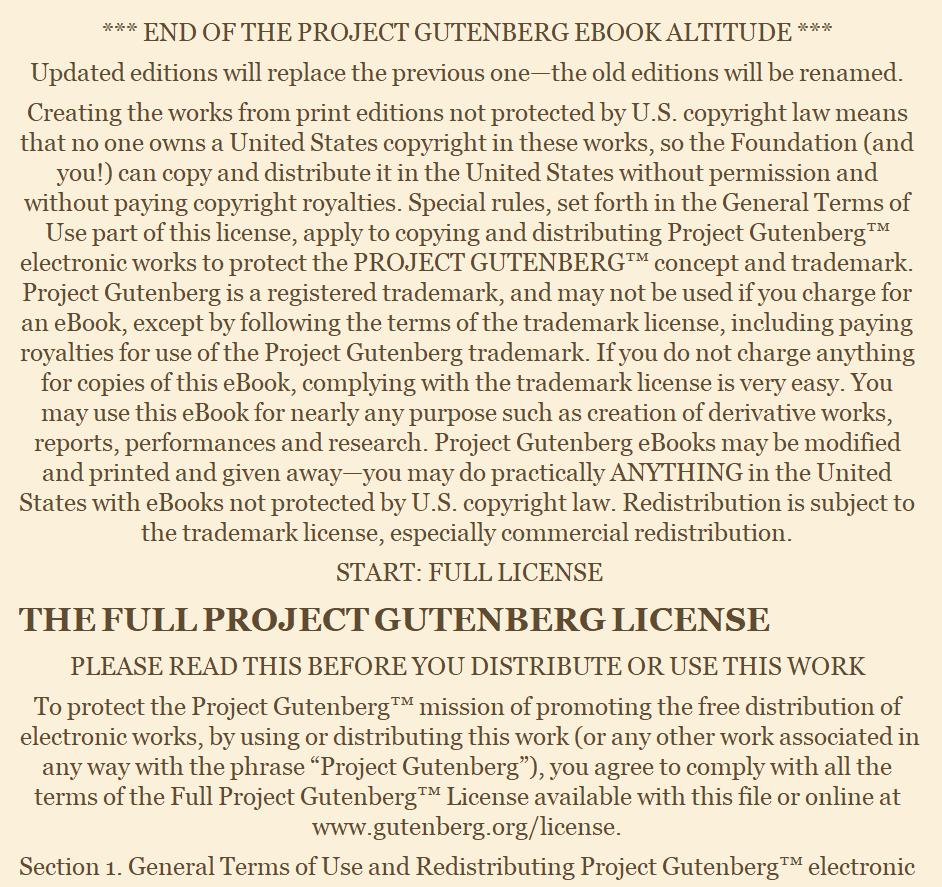 *** END OF THE PROJECT GUTENBERG EBOOK ALTITUDE ***
Updated editions will replace the previous one—the old editions will be renamed.
Creating the works from print editions not protected by U.S. copyright law means
that no one owns a United States copyright in these works, so the Foundation (and
you!) can copy and distribute it in the United States without permission and
without paying copyright royalties. Special rules, set forth in the General Terms of
Use part of this license, apply to copying and distributing Project Gutenberg™
electronic works to protect the PROJECT GUTENBERG™ concept and trademark.
Project Gutenberg is a registered trademark, and may not be used if you charge for
an eBook, except by following the terms of the trademark license, including paying
royalties for use of the Project Gutenberg trademark. If you do not charge anything
for copies of this eBook, complying with the trademark license is very easy. You
may use this eBook for nearly any purpose such as creation of derivative works,
reports, performances and research. Project Gutenberg eBooks may be modified
and printed and given away—you may do practically ANYTHING in the United
States with eBooks not protected by U.S. copyright law. Redistribution is subject to
the trademark license, especially commercial redistribution.
START: FULL LICENSE
THE FULL PROJECT GUTENBERG LICENSE
PLEASE READ THIS BEFORE YOU DISTRIBUTE OR USE THIS WORK
To protect the Project Gutenberg™ mission of promoting the free distribution of
electronic works, by using or distributing this work (or any other work associated in
any way with the phrase “Project Gutenberg”), you agree to comply with all the
terms of the Full Project Gutenberg™ License available with this file or online at
www.gutenberg.org/license.
Section 1. General Terms of Use and Redistributing Project Gutenberg™ electronic